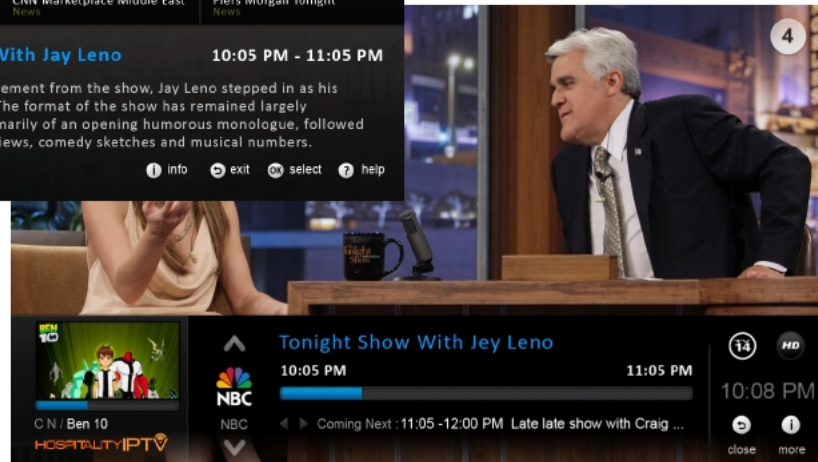 CNN Marketplace Middle East
Piers Morgan Tonight
News
News
With Jay Leno
10:05 PM - 11:05 PM
rement from the show, Jay Leno stepped in as his
The format of the show has remained largely
marily of an opening humorous monologue, followed
iews, comedy sketches and musical numbers.
i info
exit
OK select
? help
4
Tonight
Show
BEN
10
Tonight Show With Jey Leno
10:05 PM
11:05 PM
NBC
NBC
Coming Next : 11:05 -12:00 PM Late late show with Craig ...
C N / Ben 10
HOSPITALITY IPTV
TV
14
HD
10:08 PM
close
i
more